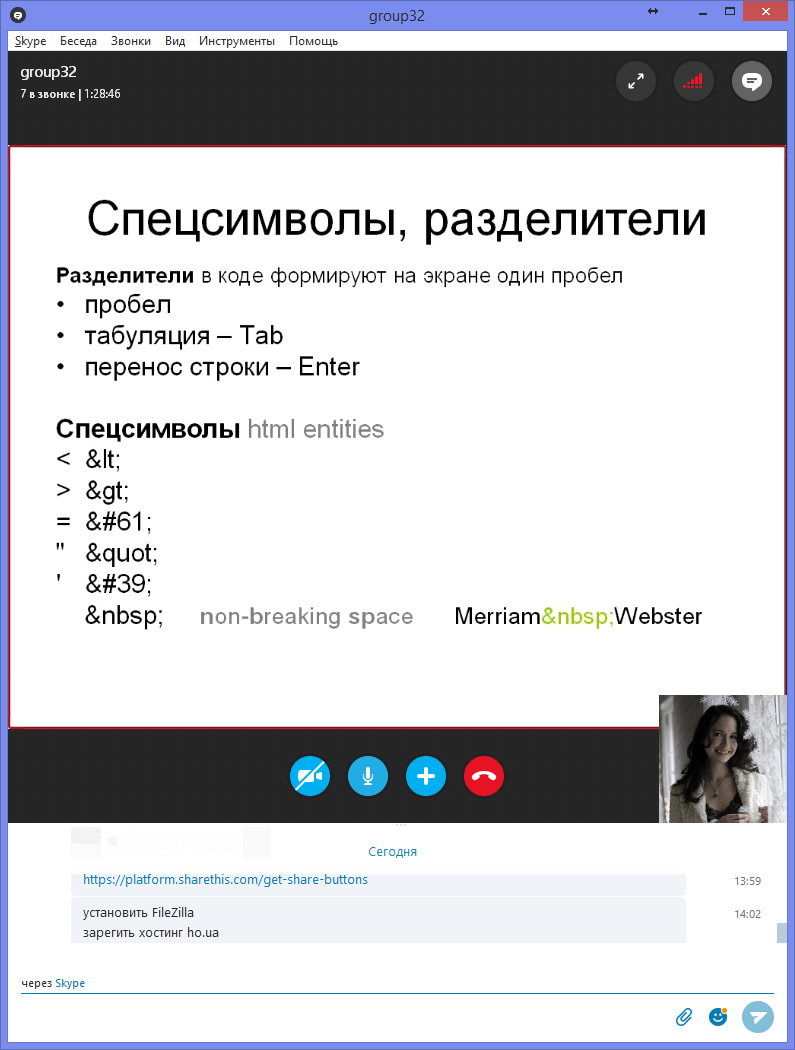 group32
Skype Беседа Звонки Вид Инструменты Помощь
group32
7 в звонке | 1:28:46
Спецсимволы, разделители
Разделители в коде формируют на экране один пробел
• пробел
• табуляция – Tab
• перенос строки – Enter
Спецсимволы html entities
< &lt;
> &gt;
= &#61;
" &quot;
' &#39;
&nbsp; non-breaking space Merriam&nbsp;Webster
Сегодня
https://platform.sharethis.com/get-share-buttons 13:59
установить FileZilla 14:02
зарегить хостинг ho.ua
через Skype